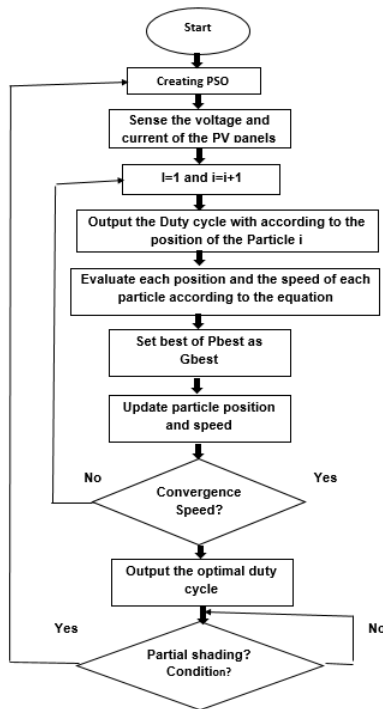 Start
Creating PSO
Sense the voltage and
current of the PV panels
I=1 and i=i+1
Output the Duty cycle with according to the
position of the Particle i
Evaluate each position and the speed of each
particle according to the equation
Set best of Pbest as
Gbest
Update particle position
and speed
No
Yes
Convergence
Speed?
Output the optimal duty
cycle
Yes
No
Partial shading?
Condition?